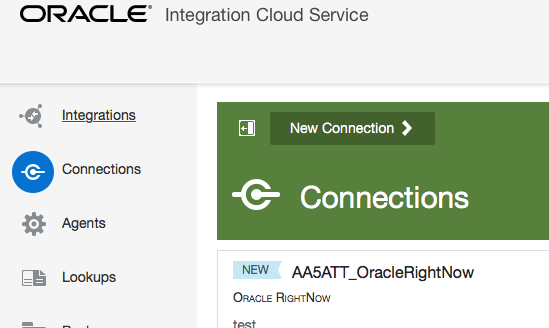 ORACLE® Integration Cloud Service
Integrations
Connections
Agents
Lookups
New Connection
Connections
NEW AA5ATT_OracleRightNow
ORACLE RIGHTNOW
test